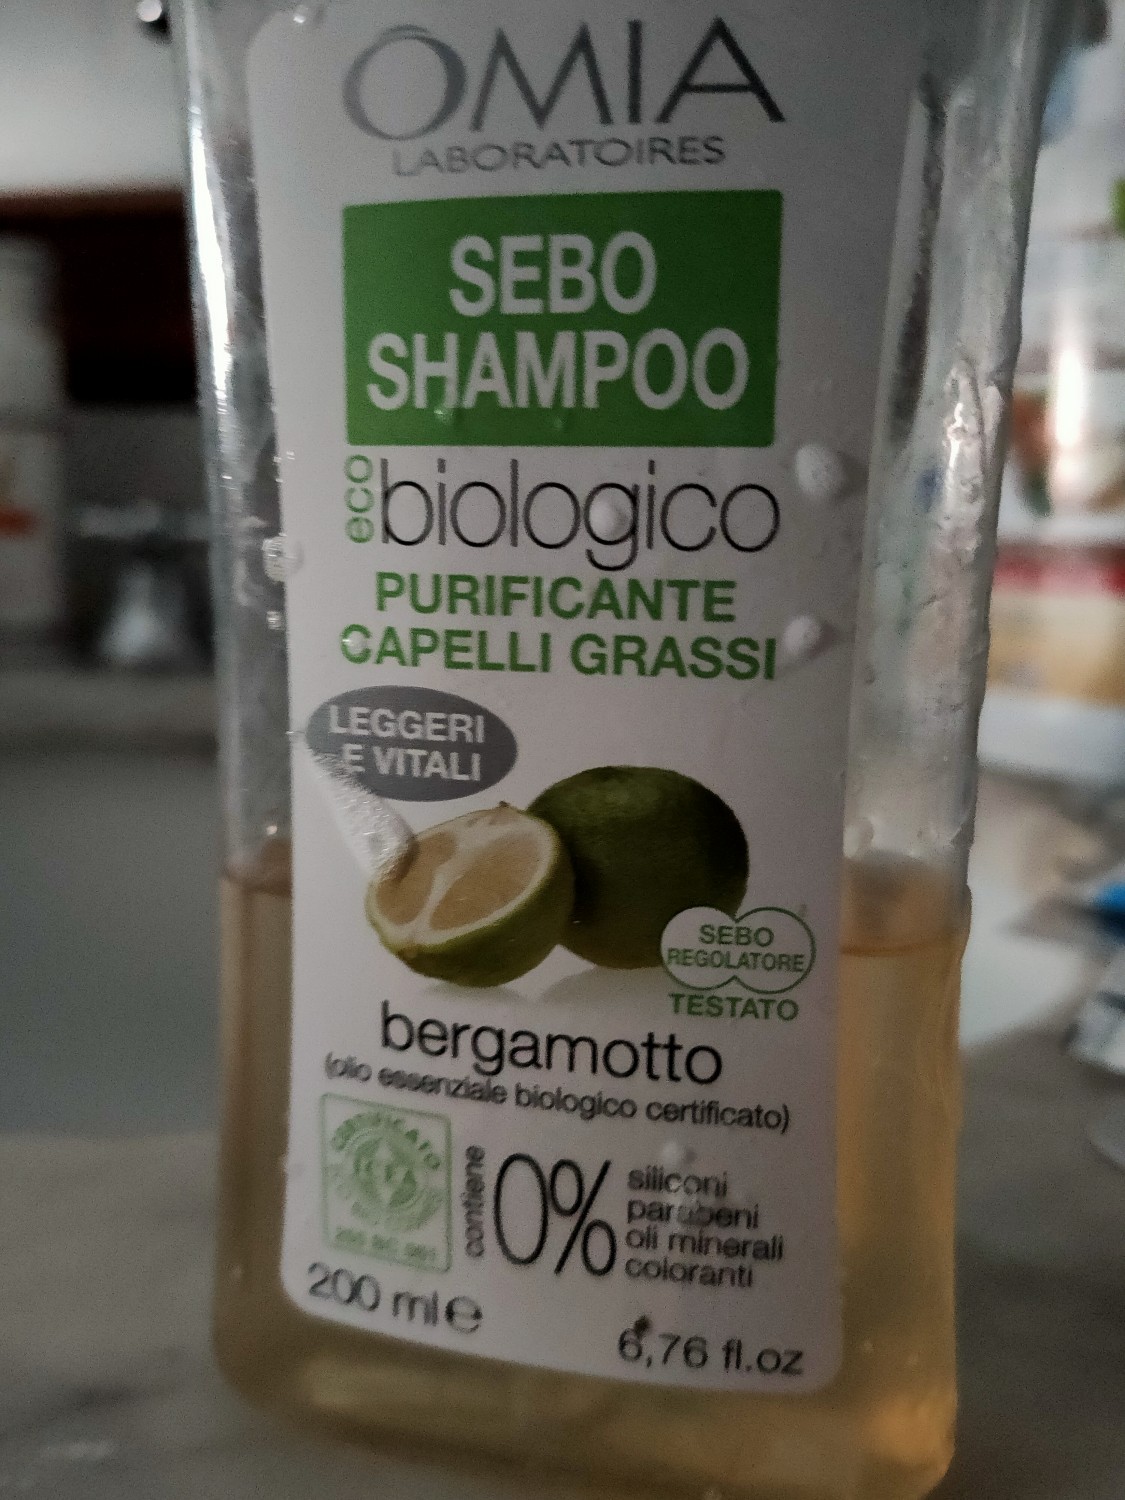 OMIA
LABORATOIRES
SEBO
SHAMPOO
eco
biologico
PURIFICANTE
CAPELLI GRASSI
LEGGERI
E VITALI
SEBO
REGOLATORE
TESTATO
bergamotto
(olio essenziale biologico certificato)
CERTIFICATO
contiene
0%
siliconi
parabeni
oli minerali
coloranti
200 ml e
6,76 fl.oz